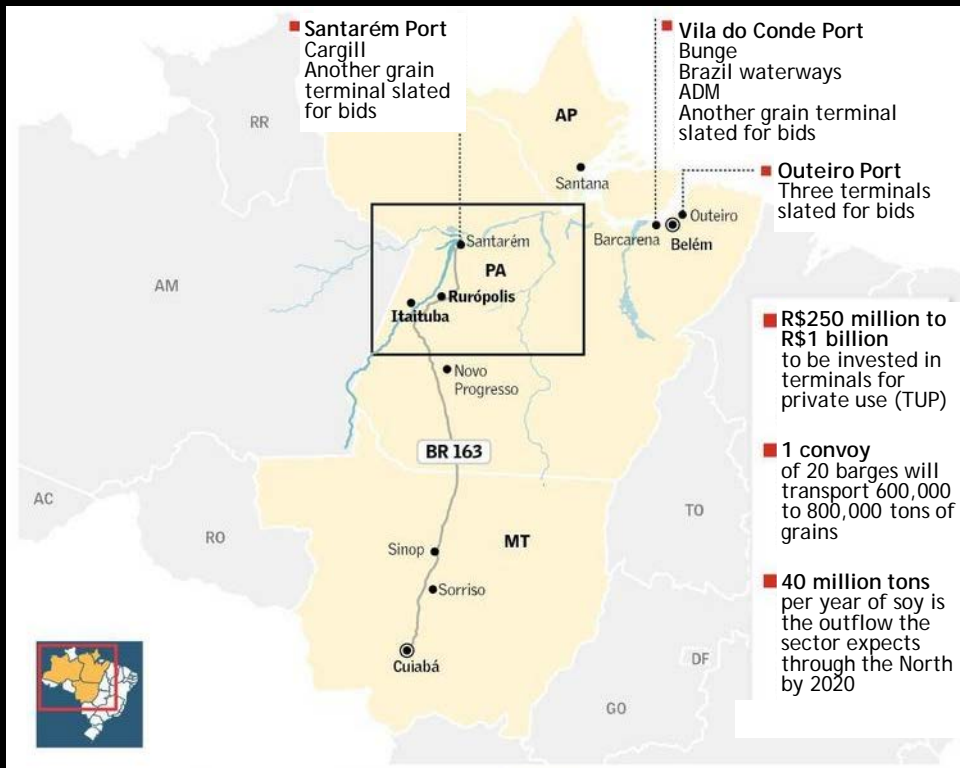 Santarém Port
Cargill
Another grain
terminal slated
for bids
Vila do Conde Port
Bunge
Brazil waterways
ADM
Another grain terminal
slated for bids
Outeiro Port
Three terminals
slated for bids
RR
AP
Santana
Outeiro
Barcarena
Belém
Santarém
PA
AM
Rurópolis
Itaituba
Novo
Progresso
BR 163
AC
RO
TO
Sinop
MT
Sorriso
Cuiabá
DF
GO
R$250 million to
R$1 billion
to be invested in
terminals for
private use (TUP)
1 convoy
of 20 barges will
transport 600,000
to 800,000 tons of
grains
40 million tons
per year of soy is
the outflow the
sector expects
through the North
by 2020